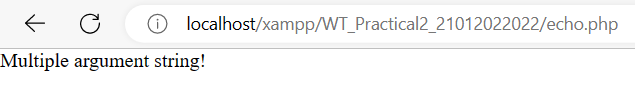 localhost/xampp/WT_Practical2_21012022022/echo.php
Multiple argument string!